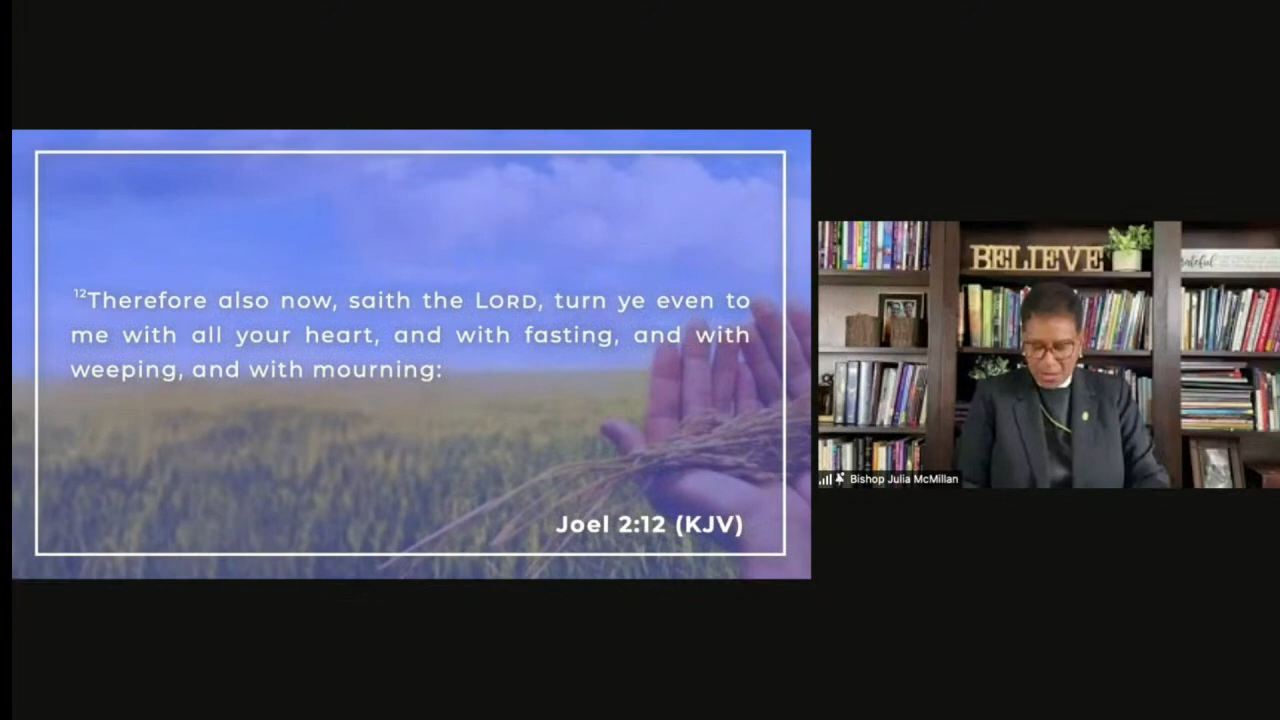 ¹²Therefore also now, saith the LORD, turn ye even to
me with all your heart, and with fasting, and with
weeping, and with mourning:
Joel 2:12 (KJV)
BELIEVE
grateful
Bishop Julia McMillan